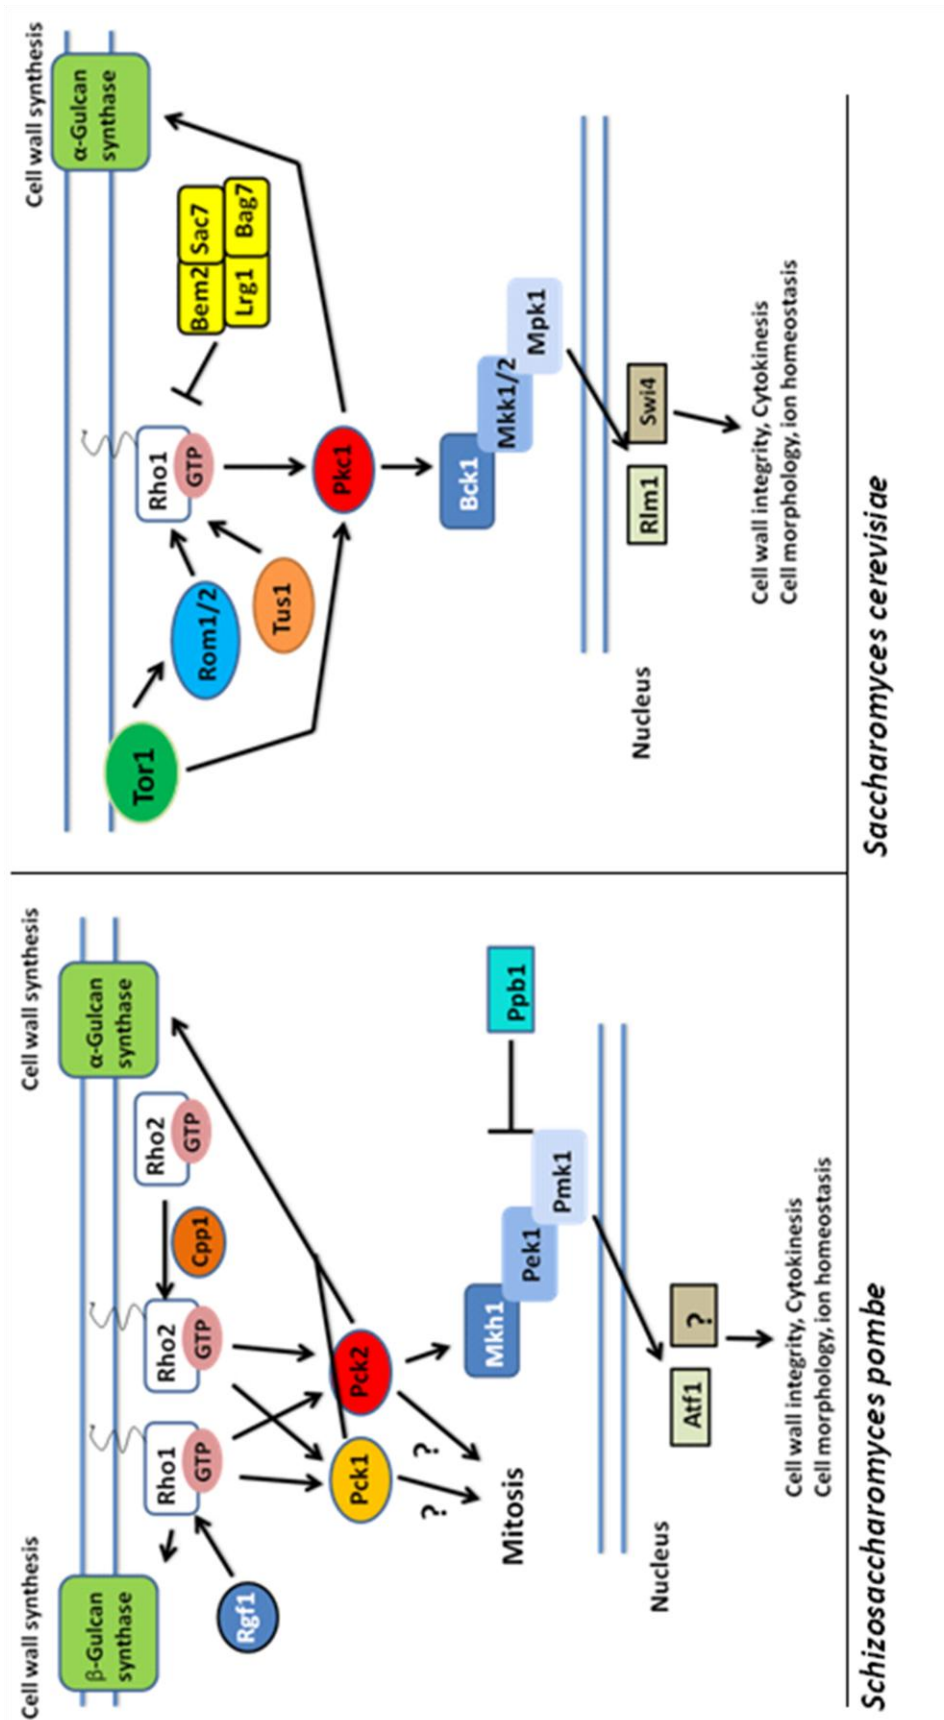 Cell wall synthesis
Cell wall synthesis
β-Gulcan
synthase
α-Gulcan
synthase
Rho1
GTP
Rho2
GTP
Rho2
GTP
Cpp1
Rgf1
Pck1
Pck2
?
?
Mitosis
Mkh1
Pek1
Pmk1
Ppb1
Nucleus
Atf1
?
Cell wall integrity, Cytokinesis
Cell morphology, ion homeostasis
Schizosaccharomyces pombe
Cell wall synthesis
α-Gulcan
synthase
Tor1
Rho1
GTP
Rom1/2
Tus1
Bem2
Sac7
Lrg1
Bag7
Pkc1
Bck1
Mkk1/2
Mpk1
Nucleus
Rlm1
Swi4
Cell wall integrity, Cytokinesis
Cell morphology, ion homeostasis
Saccharomyces cerevisiae